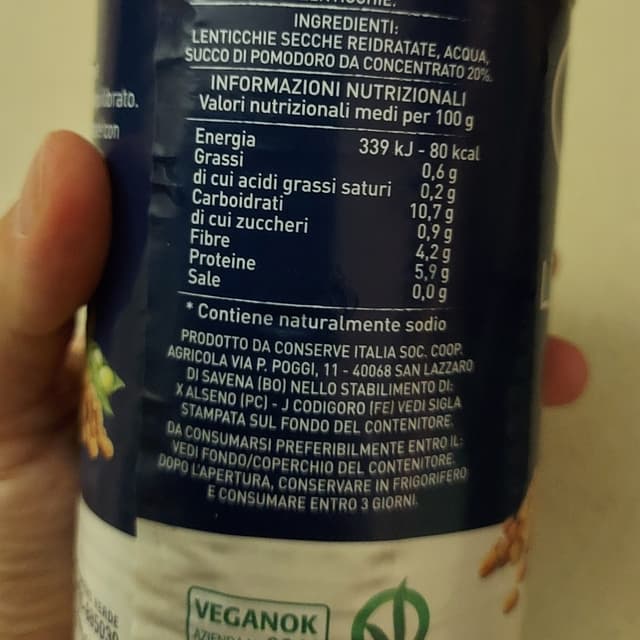 INGREDIENTI:
LENTICCHIE SECCHE REIDRATATE, ACQUA,
SUCCO DI POMODORO DA CONCENTRATO 20%.
INFORMAZIONI NUTRIZIONALI
Valori nutrizionali medi per 100 g
Energia 339 kJ - 80 kcal
Grassi 0,6 g
di cui acidi grassi saturi 0,2 g
Carboidrati 10,7 g
di cui zuccheri 0,9 g
Fibre 4,2 g
Proteine 5,9 g
Sale 0,0 g
* Contiene naturalmente sodio
PRODOTTO DA CONSERVE ITALIA SOC. COOP.
AGRICOLA VIA P. POGGI, 11 - 40068 SAN LAZZARO
DI SAVENA (BO) NELLO STABILIMENTO DI:
X ALSENO (PC) - J CODIGORO (FE) VEDI SIGLA
STAMPATA SUL FONDO DEL CONTENITORE.
DA CONSUMARSI PREFERIBILMENTE ENTRO IL:
VEDI FONDO/COPERCHIO DEL CONTENITORE.
DOPO L'APERTURA, CONSERVARE IN FRIGORIFERO
E CONSUMARE ENTRO 3 GIORNI.
VEGANOK